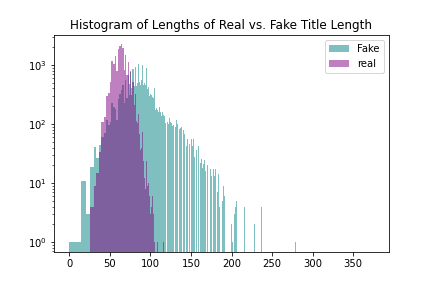 Histogram of Lengths of Real vs. Fake Title Length
Fake
real
10³
10²
10¹
10⁰
0 50 100 150 200 250 300 350